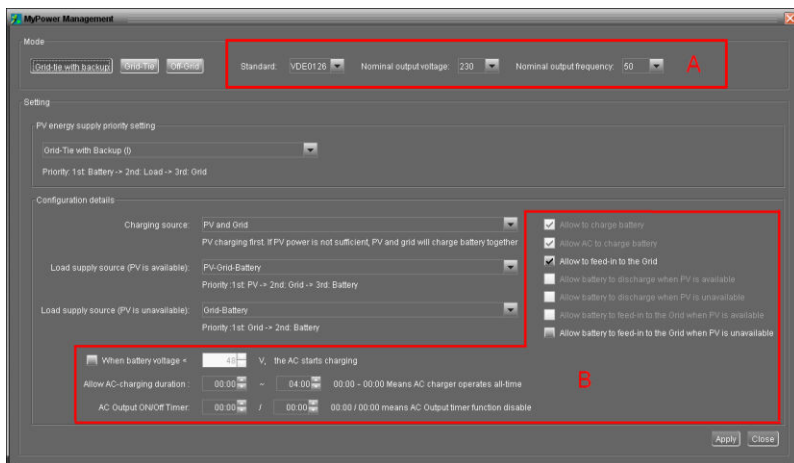 MyPower Management
Mode
Grid-tie with backup Grid-Tie Off-Grid Standard: VDE0126 Nominal output voltage: 230 Nominal output frequency: 50 A
Setting
PV energy supply priority setting
Grid-Tie with Backup (I)
Priority: 1st: Battery -> 2nd: Load -> 3rd: Grid
Configuration details
Charging source: PV and Grid
PV charging first. If PV power is not sufficient, PV and grid will charge battery together
Load supply source (PV is available): PV-Grid-Battery
Priority :1st: PV -> 2nd: Grid -> 3rd: Battery
Load supply source (PV is unavailable): Grid-Battery
Priority :1st: Grid -> 2nd: Battery
Allow to charge battery
Allow AC to charge battery
Allow to feed-in to the Grid
Allow battery to discharge when PV is available
Allow battery to discharge when PV is unavailable
Allow battery to feed-in to the Grid when PV is available
Allow battery to feed-in to the Grid when PV is unavailable
When battery voltage < 48 V, the AC starts charging
Allow AC-charging duration : 00:00 ~ 04:00 00:00 - 00:00 Means AC charger operates all-time
AC Output ON/Off Timer: 00:00 / 00:00 00:00 / 00:00 means AC Output timer function disable
B
Apply Close